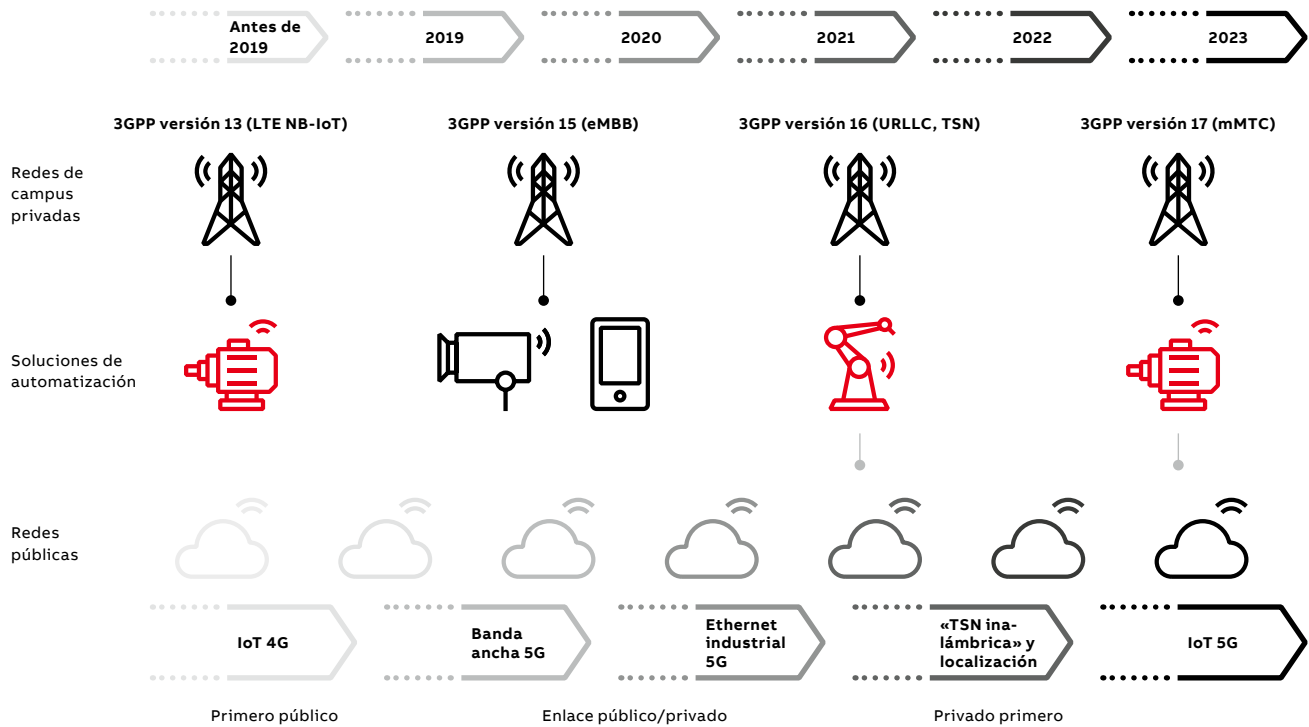 Antes de
2019
2019
2020
2021
2022
2023
3GPP versión 13 (LTE NB-IoT)
3GPP versión 15 (eMBB)
3GPP versión 16 (URLLC, TSN)
3GPP versión 17 (mMTC)
Redes de
campus
privadas
Soluciones de
automatización
Redes
públicas
IoT 4G
Banda
ancha 5G
Ethernet
industrial
5G
«TSN ina-
lámbrica» y
localización
IoT 5G
Primero público
Enlace público/privado
Privado primero